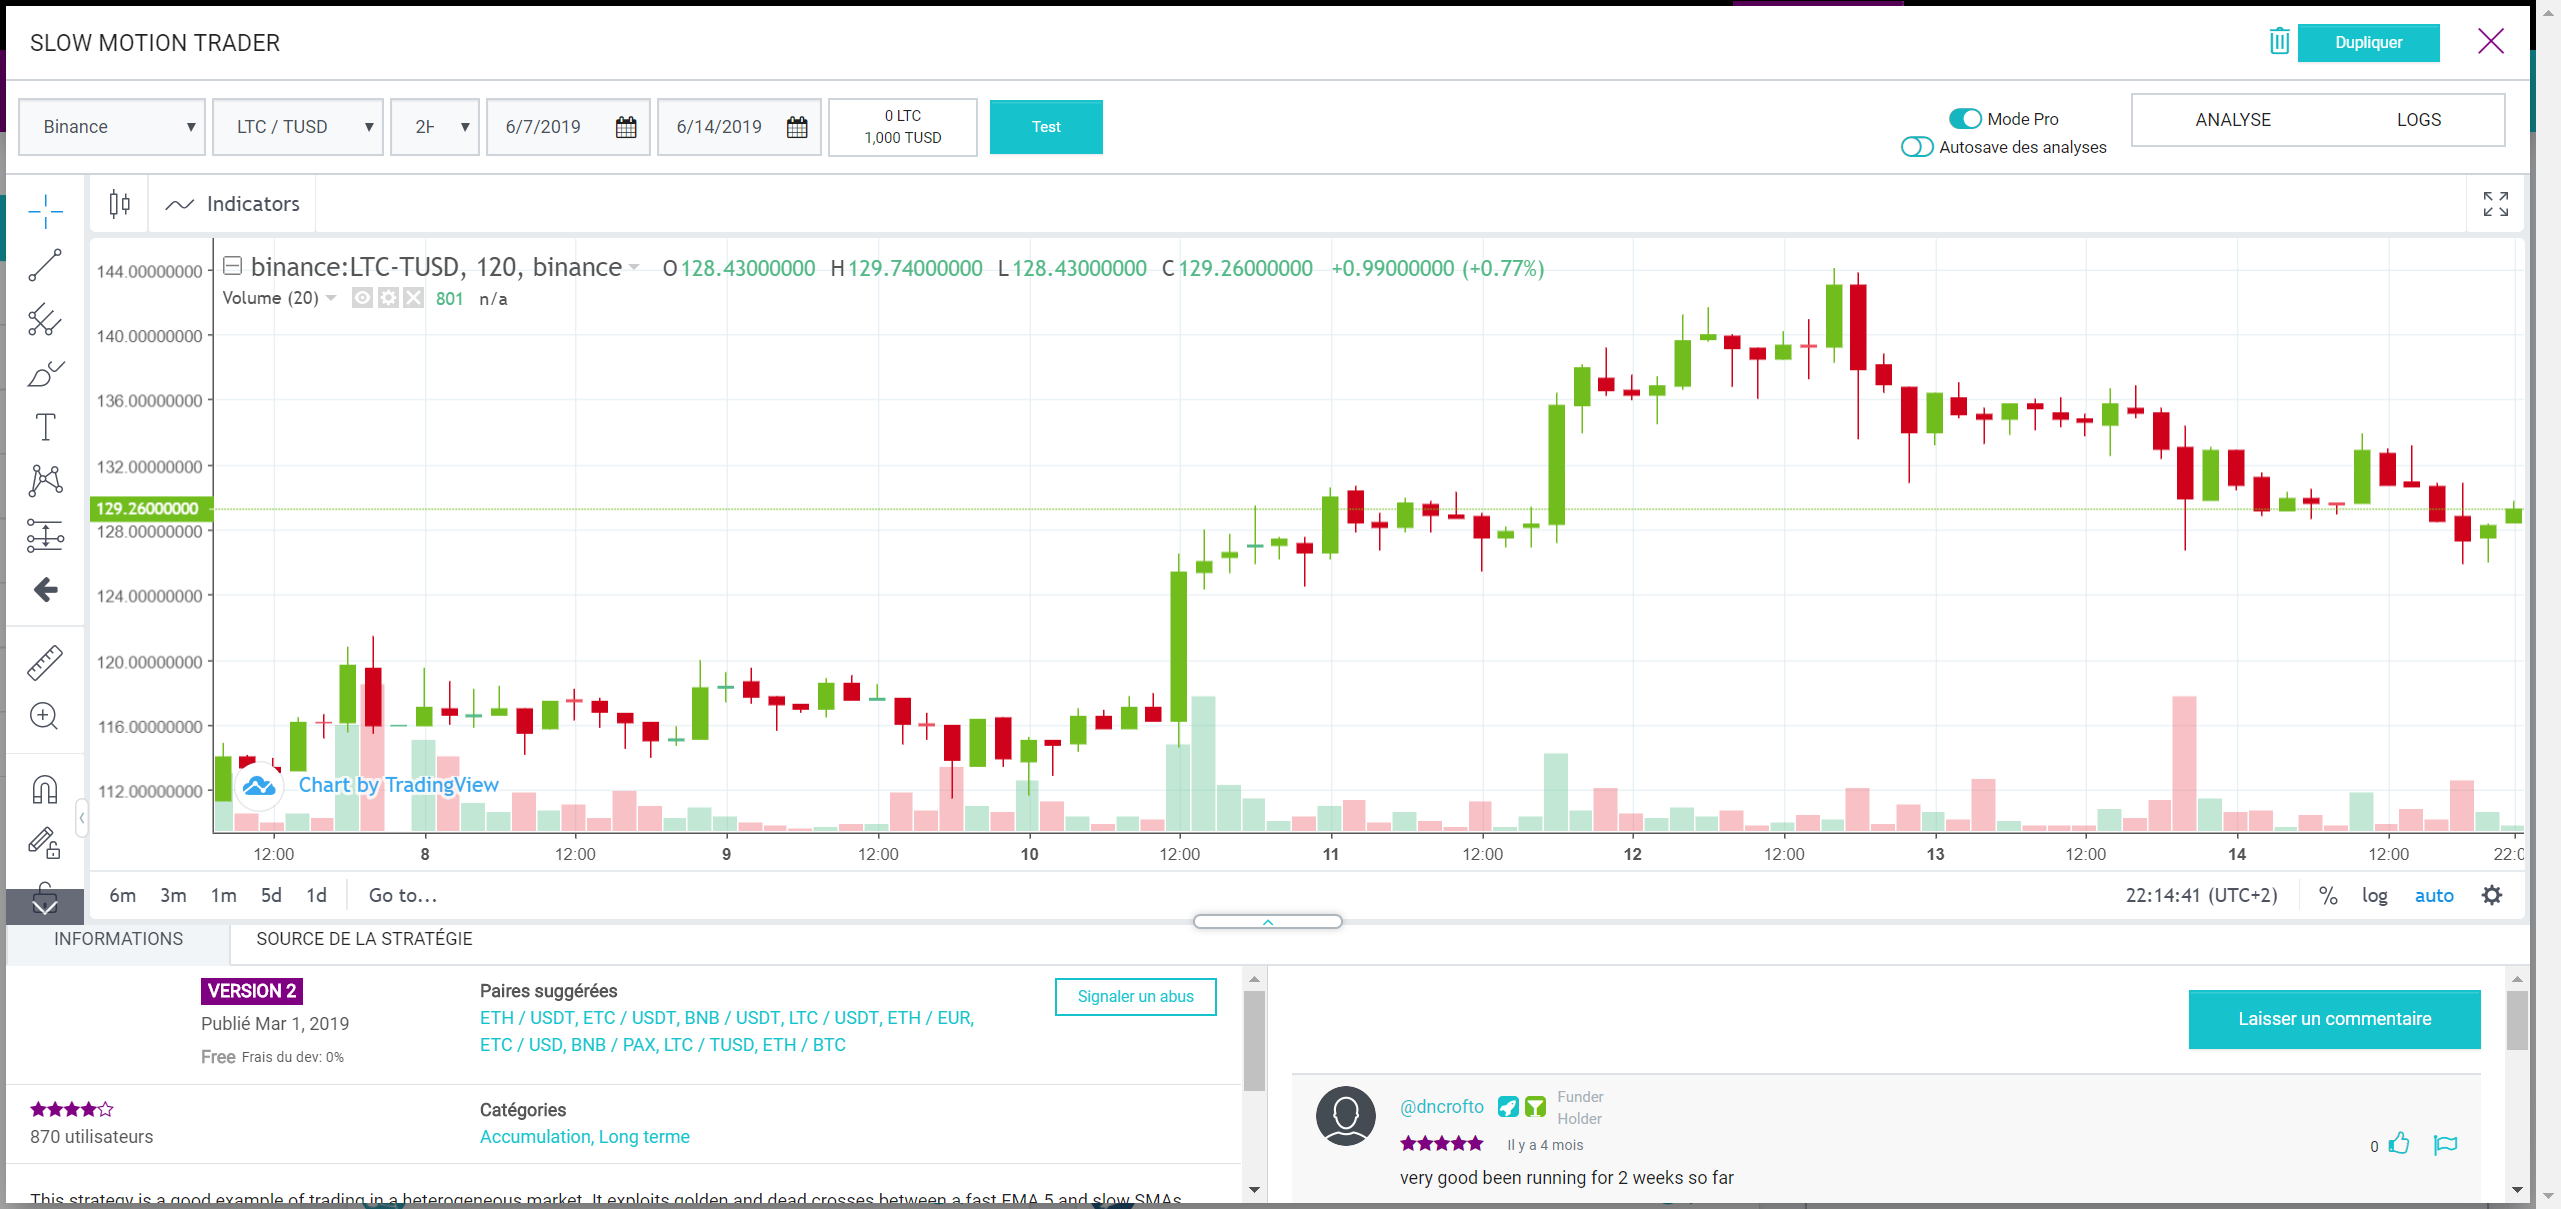 SLOW MOTION TRADER
Dupliquer
Binance
LTC / TUSD
6/7/2019
6/14/2019
0 LTC
1,000 TUSD
Test
Mode Pro
Autosave des analyses
ANALYSE
LOGS
Indicators
binance:LTC-TUSD, 120, binance O128.43000000 H129.74000000 L128.43000000 C129.26000000 +0.99000000 (+0.77%)
Volume (20) 801 n/a
144.00000000
140.00000000
136.00000000
132.00000000
129.26000000
128.00000000
124.00000000
120.00000000
116.00000000
112.00000000
Chart by TradingView
12:00 8 12:00 9 12:00 10 12:00 11 12:00 12 12:00 13 12:00 14 12:00
6m 3m 1m 5d 1d Go to...
22:14:41 (UTC+2) % log auto
INFORMATIONS
SOURCE DE LA STRATÉGIE
VERSION 2
Publié Mar 1, 2019
Free Frais du dev: 0%
Paires suggérées
ETH / USDT, ETC / USDT, BNB / USDT, LTC / USDT, ETH / EUR,
ETC / USD, BNB / PAX, LTC / TUSD, ETH / BTC
Signaler un abus
870 utilisateurs
Catégories
Accumulation, Long terme
This strategy is a good example of trading in a heterogeneous market. It exploits golden and dead crosses between a fast EMA 5 and slow SMAs
Laisser un commentaire
@dncrofto
Funder
Holder
Il y a 4 mois
0
very good been running for 2 weeks so far